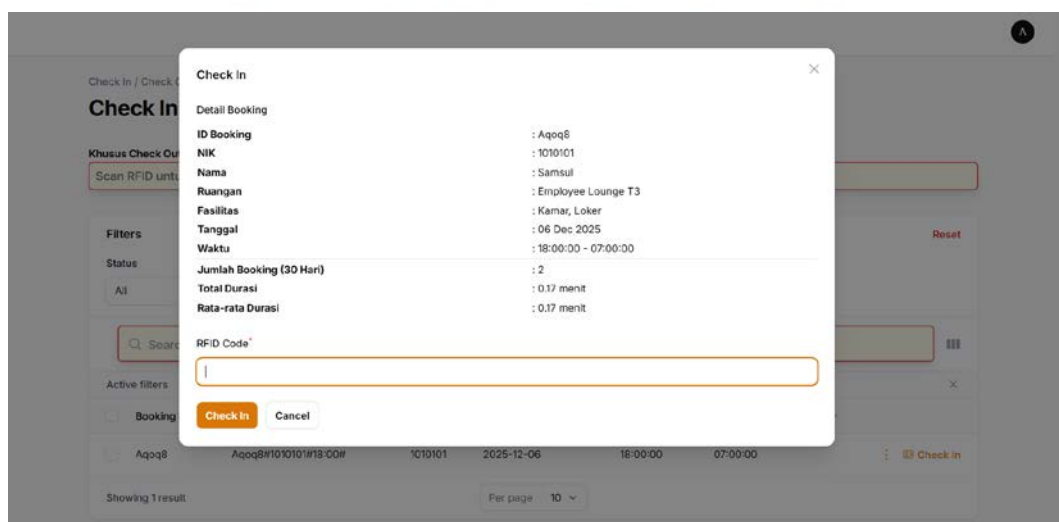 A
Check In / Check
Check In
Khusus Check Ou
Scan RFID untu
Filters
Reset
Status
All
Sear
Active filters
Booking
Aqoq8 Aqoq8#1010101#18:00# 1010101 2025-12-06 18:00:00 07:00:00 Check In
Showing 1 result
Per page 10
Check In
Detail Booking
ID Booking : Aqoq8
NIK : 1010101
Nama : Samsul
Ruangan : Employee Lounge T3
Fasilitas : Kamar, Loker
Tanggal : 06 Dec 2025
Waktu : 18:00:00 - 07:00:00
Jumlah Booking (30 Hari) : 2
Total Durasi : 0.17 menit
Rata-rata Durasi : 0.17 menit
RFID Code*
Check In Cancel